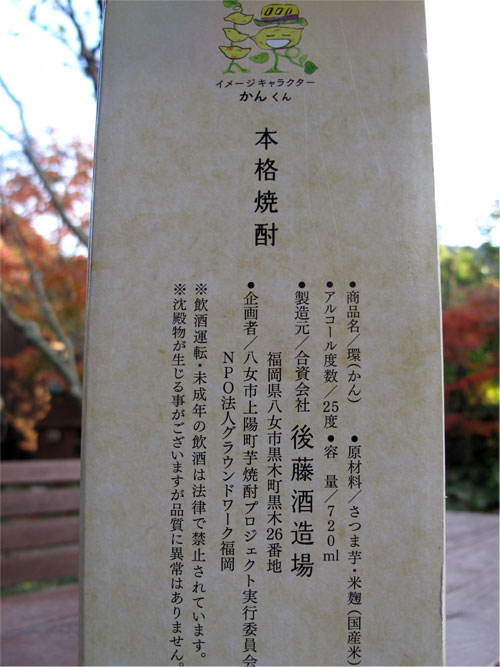 イメージキャラクター
かんくん
本格焼酎
●商品名／環（かん）　●原材料／さつま芋・米麹（国産米）
●アルコール度数／25度●容　量／720ml
●製造元／合資会社　後藤酒造場
福岡県八女市黒木町黒木26番地
●企画者／八女市上陽町芋焼酎プロジェクト実行委員会
NPO法人グラウンドワーク福岡
※飲酒運転・未成年の飲酒は法律で禁止されています。
※沈殿物が生じる事がございますが品質に異常はありません。